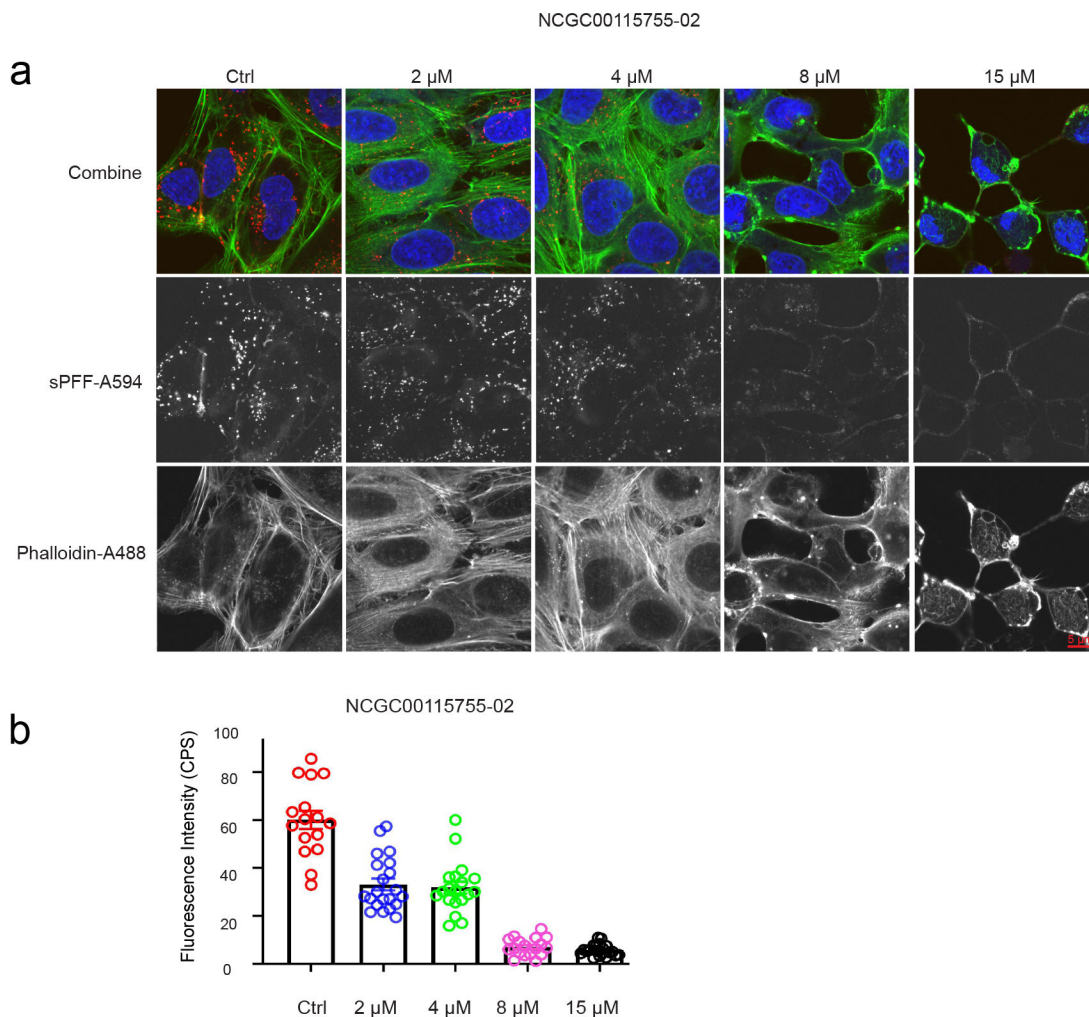 NCGC00115755-02
a
Ctrl
2 µM
4 µM
8 µM
15 µM
Combine
sPFF-A594
Phalloidin-A488
5 µ
NCGC00115755-02
b
Fluorescence Intensity (CPS)
100
80
60
40
20
0
Ctrl
2 µM
4 µM
8 µM
15 µM